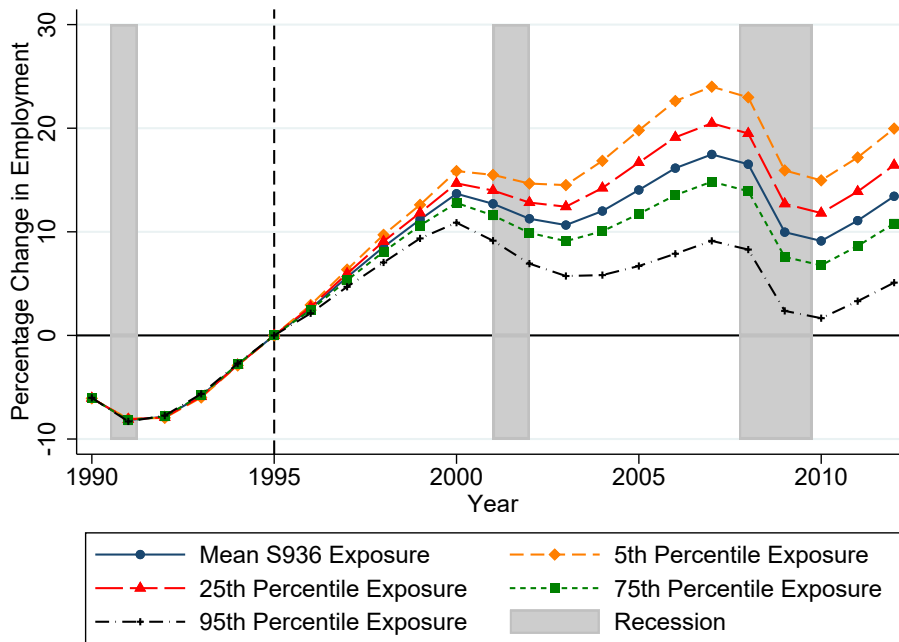 Percentage Change in Employment
30
20
10
0
-10
1990 1995 2000 2005 2010
Year
Mean S936 Exposure
5th Percentile Exposure
25th Percentile Exposure
75th Percentile Exposure
95th Percentile Exposure
Recession